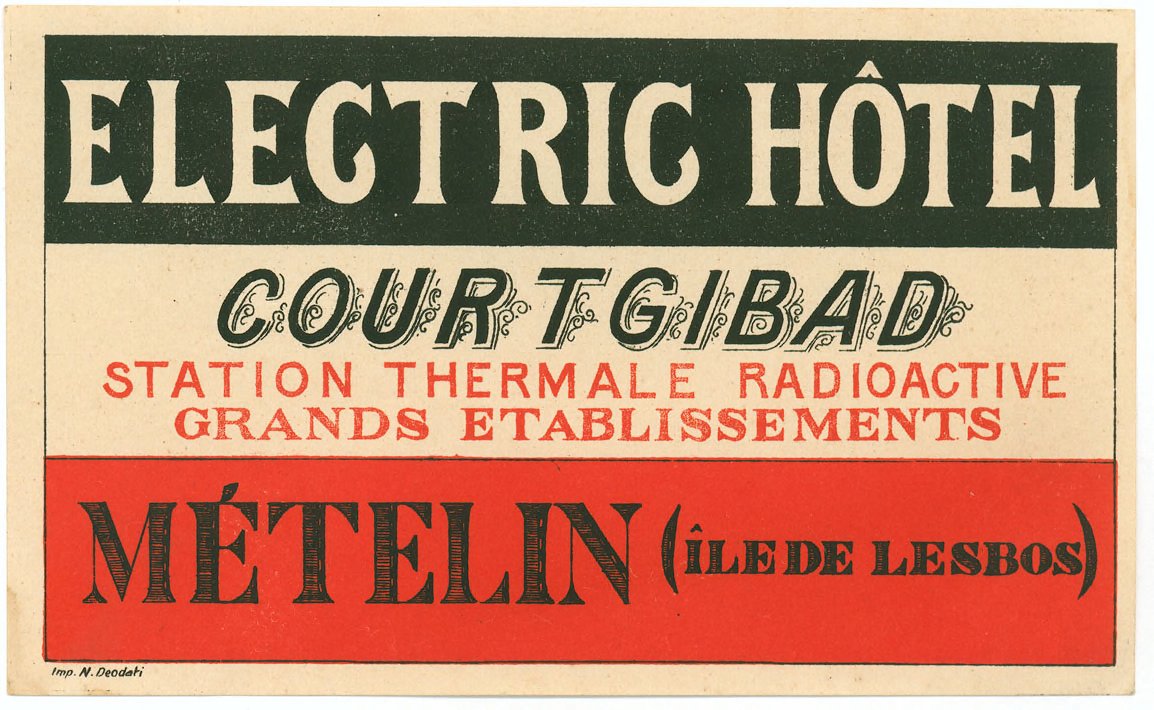 ELECTRIC HÔTEL
COURTGIBAD
STATION THERMALE RADIOACTIVE
GRANDS ETABLISSEMENTS
MÉTELIN (ÎLE DE LESBOS)
Imp. N. Deodati